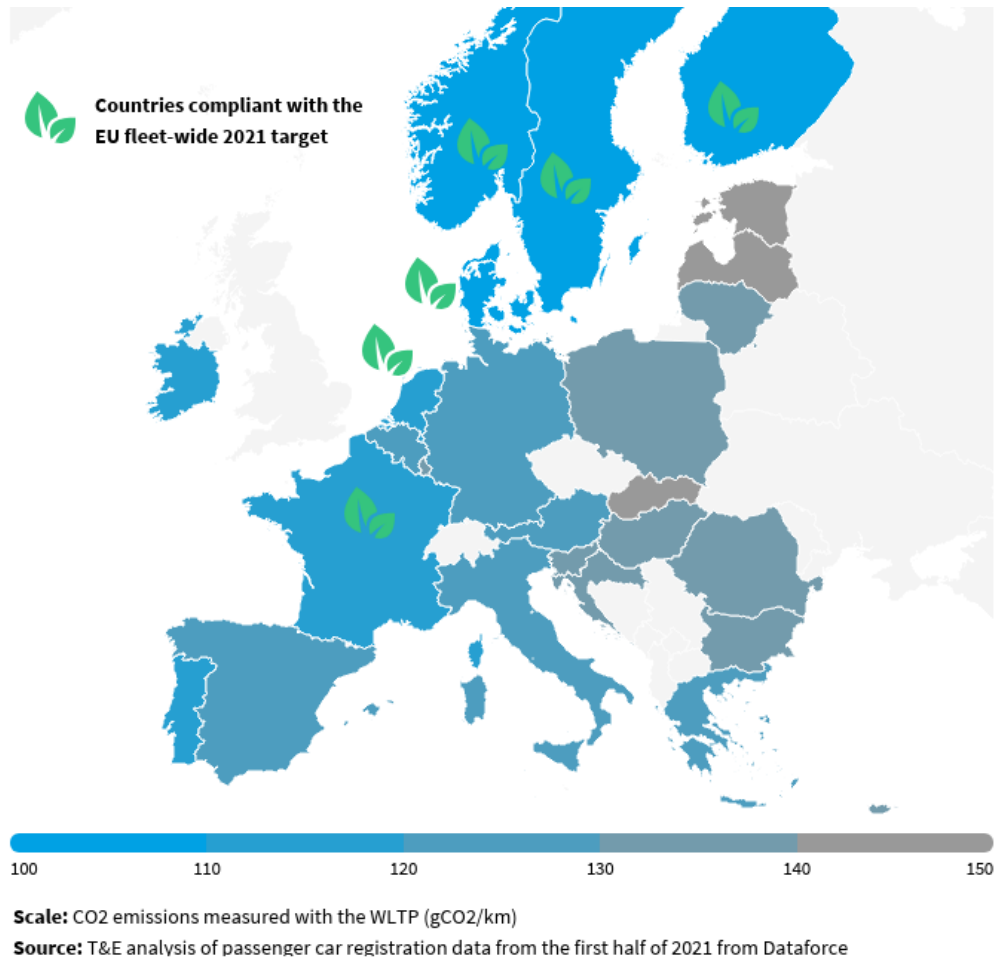 Countries compliant with the
EU fleet-wide 2021 target
100 110 120 130 140 150
Scale: CO2 emissions measured with the WLTP (gCO2/km)
Source: T&E analysis of passenger car registration data from the first half of 2021 from Dataforce